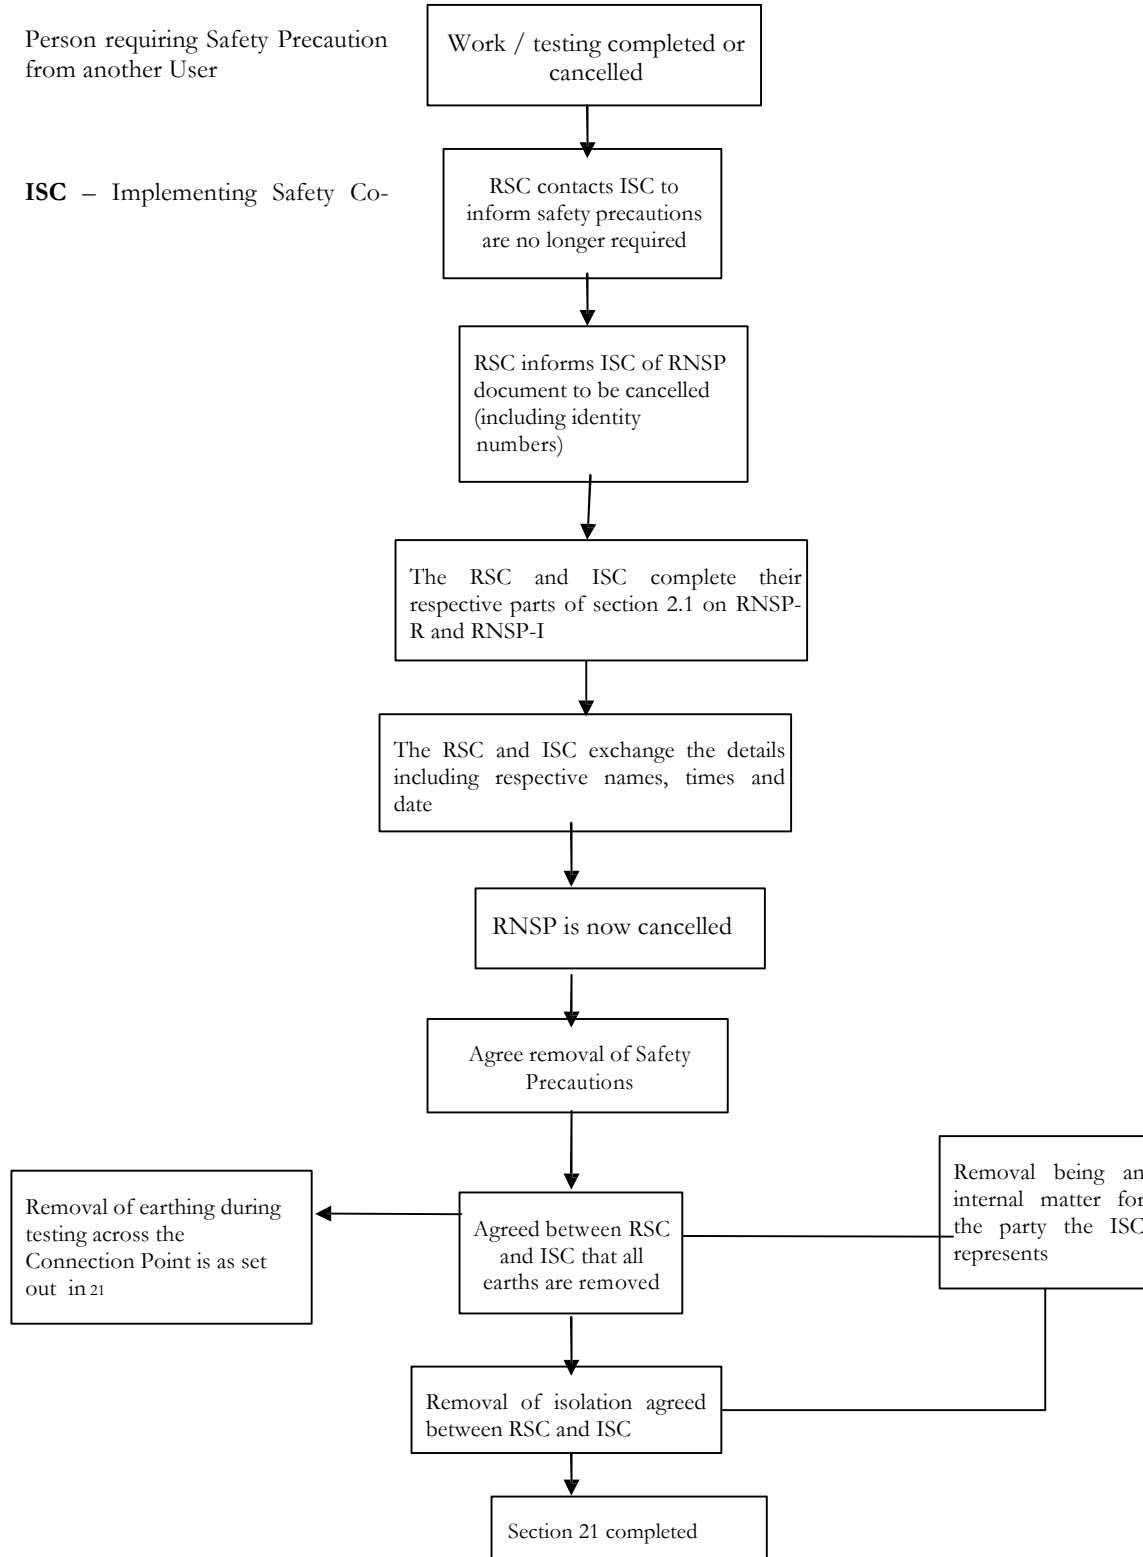 Person requiring Safety Precaution
from another User
Work / testing completed or
cancelled
ISC – Implementing Safety Co-
RSC contacts ISC to
inform safety precautions
are no longer required
RSC informs ISC of RNSP
document to be cancelled
(including identity
numbers)
The RSC and ISC complete their
respective parts of section 2.1 on RNSP-
R and RNSP-I
The RSC and ISC exchange the details
including respective names, times and
date
RNSP is now cancelled
Agree removal of Safety
Precautions
Removal of earthing during
testing across the
Connection Point is as set
out in 21
Agreed between RSC
and ISC that all
earths are removed
Removal being an
internal matter for
the party the ISC
represents
Removal of isolation agreed
between RSC and ISC
Section 21 completed